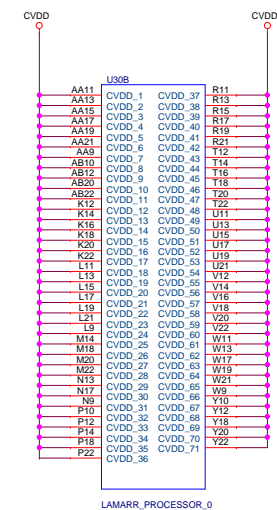 CVDD CVDD
U30B
AA11 CVDD_1 CVDD_37 R11
AA13 CVDD_2 CVDD_38 R13
AA15 CVDD_3 CVDD_39 R15
AA17 CVDD_4 CVDD_40 R17
AA19 CVDD_5 CVDD_41 R19
AA21 CVDD_6 CVDD_42 R21
AA9 CVDD_7 CVDD_43 T12
AB10 CVDD_8 CVDD_44 T14
AB12 CVDD_9 CVDD_45 T16
AB20 CVDD_10 CVDD_46 T18
AB22 CVDD_11 CVDD_47 T20
K12 CVDD_12 CVDD_48 T22
K14 CVDD_13 CVDD_49 U11
K16 CVDD_14 CVDD_50 U13
K18 CVDD_15 CVDD_51 U15
K20 CVDD_16 CVDD_52 U17
K22 CVDD_17 CVDD_53 U19
L11 CVDD_18 CVDD_54 U21
L13 CVDD_19 CVDD_55 V12
L15 CVDD_20 CVDD_56 V14
L17 CVDD_21 CVDD_57 V16
L19 CVDD_22 CVDD_58 V18
L21 CVDD_23 CVDD_59 V20
L9 CVDD_24 CVDD_60 V22
M14 CVDD_25 CVDD_61 W11
M18 CVDD_26 CVDD_62 W13
M20 CVDD_27 CVDD_63 W17
M22 CVDD_28 CVDD_64 W19
N13 CVDD_29 CVDD_65 W21
N17 CVDD_30 CVDD_66 W9
N9 CVDD_31 CVDD_67 Y10
P10 CVDD_32 CVDD_68 Y12
P12 CVDD_33 CVDD_69 Y18
P14 CVDD_34 CVDD_70 Y20
P18 CVDD_35 CVDD_71 Y22
P22 CVDD_36
LAMARR_PROCESSOR_0